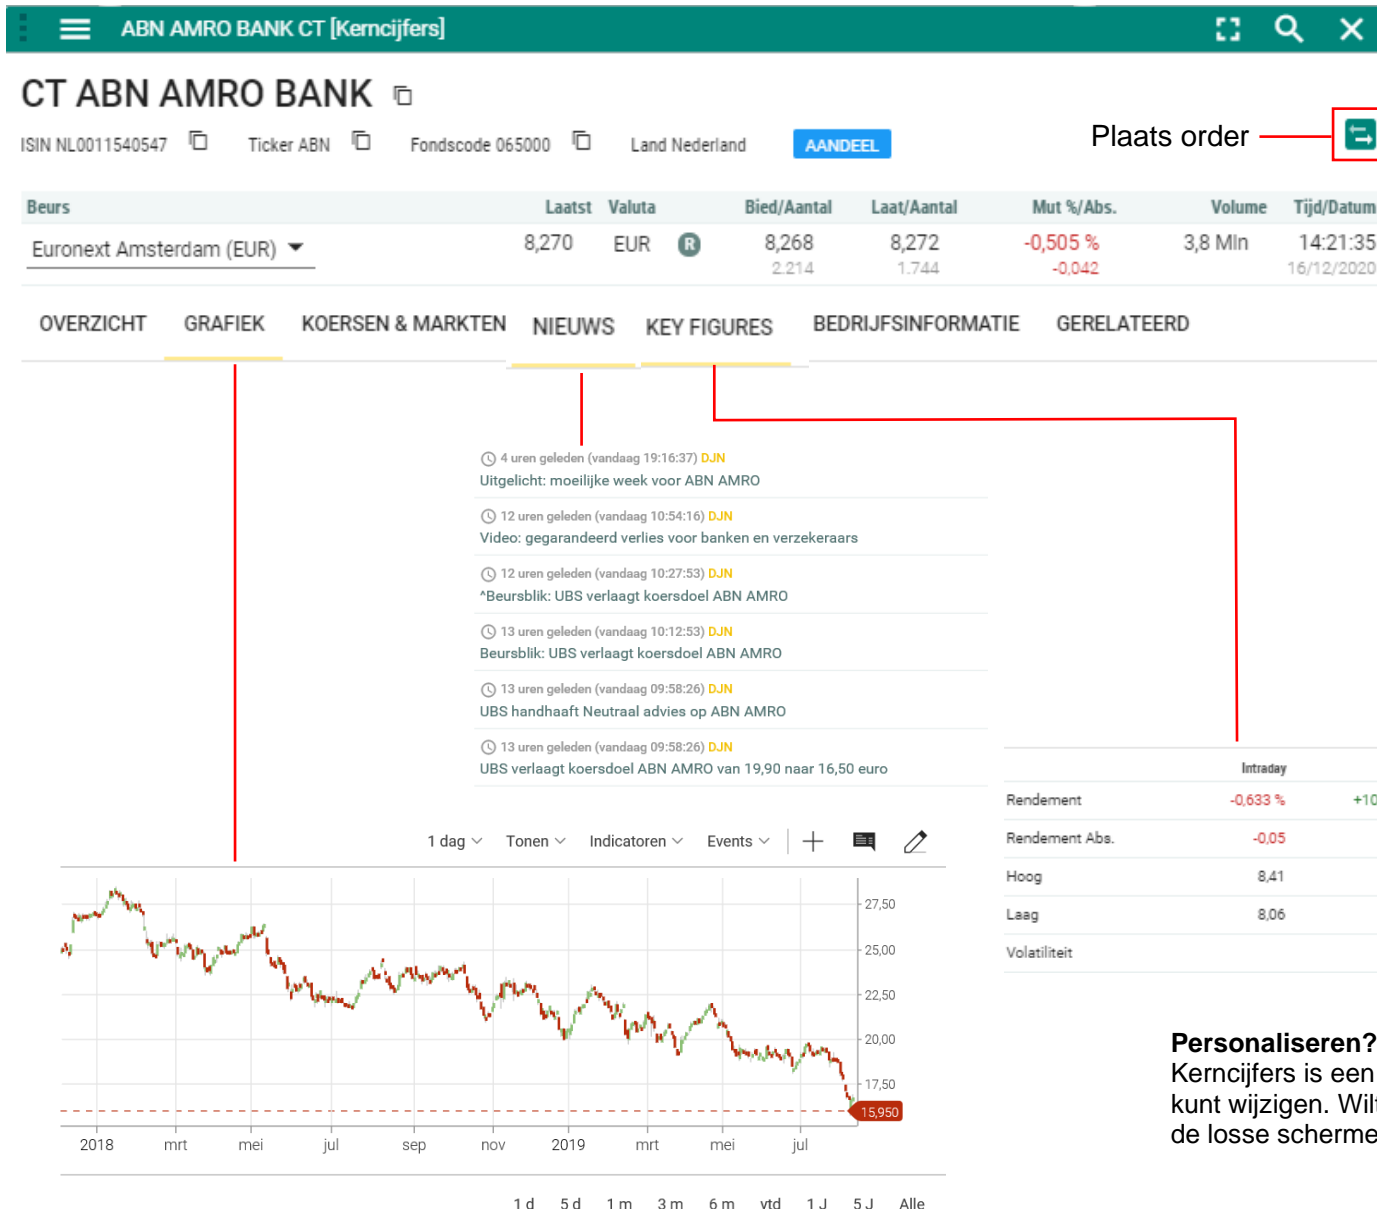 ABN AMRO BANK CT [Kerncijfers]
CT ABN AMRO BANK
ISIN NL0011540547 Ticker ABN Fondscode 065000 Land Nederland AANDEEL
Plaats order
Beurs Laatst Valuta Bied/Aantal Laat/Aantal Mut %/Abs. Volume Tijd/Datum
Euronext Amsterdam (EUR) 8,270 EUR R 8,268 8,272 -0,505 % 3,8 Mln 14:21:35
2.214 1.744 -0,042 16/12/2020
OVERZICHT GRAFIEK KOERSEN & MARKTEN NIEUWS KEY FIGURES BEDRIJFSINFORMATIE GERELATEERD
4 uren geleden (vandaag 19:16:37) DJN
Uitgelicht: moeilijke week voor ABN AMRO
12 uren geleden (vandaag 10:54:16) DJN
Video: gegarandeerd verlies voor banken en verzekeraars
12 uren geleden (vandaag 10:27:53) DJN
^Beursblik: UBS verlaagt koersdoel ABN AMRO
13 uren geleden (vandaag 10:12:53) DJN
Beursblik: UBS verlaagt koersdoel ABN AMRO
13 uren geleden (vandaag 09:58:26) DJN
UBS handhaaft Neutraal advies op ABN AMRO
13 uren geleden (vandaag 09:58:26) DJN
UBS verlaagt koersdoel ABN AMRO van 19,90 naar 16,50 euro
Intraday
Rendement -0,633 % +10
Rendement Abs. -0,05
Hoog 8,41
Laag 8,06
Volatiliteit
1 dag Tonen Indicatoren Events
27,50
25,00
22,50
20,00
17,50
15,950
2018 mrt mei jul sep nov 2019 mrt mei jul
1 d 5 d 1 m 3 m 6 m ytd 1 J 5 J Alle
Personaliseren?
Kerncijfers is een
kunt wijzigen. Wilt
de losse scherme